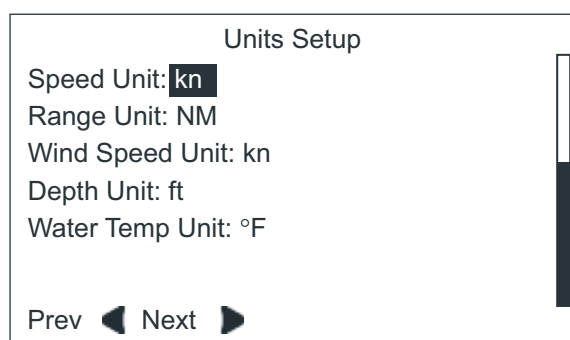 Units Setup
Speed Unit: kn
Range Unit: NM
Wind Speed Unit: kn
Depth Unit: ft
Water Temp Unit: °F
Prev Next